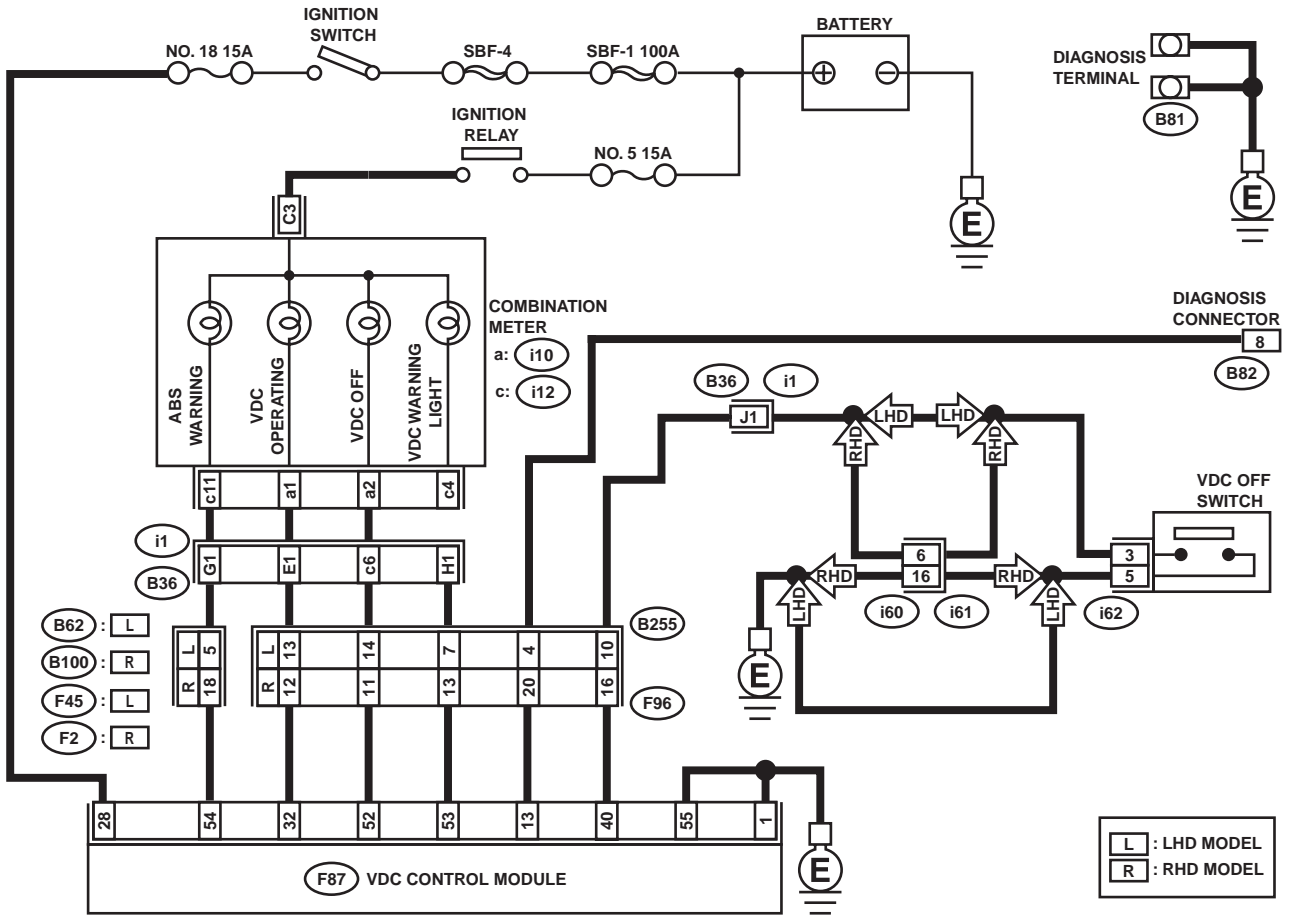 IGNITION
SWITCH
NO. 18 15A
SBF-4
SBF-1 100A
BATTERY
DIAGNOSIS
TERMINAL
B81
E
IGNITION
RELAY
NO. 5 15A
E
C3
ABS
WARNING
VDC
OPERATING
VDC OFF
VDC WARNING
LIGHT
COMBINATION
METER
a: i10
c: i12
DIAGNOSIS
CONNECTOR
8
B82
B36 i1
J1
LHD LHD
RHD RHD
VDC OFF
SWITCH
c11 a1 a2 c4
i1
B36
G1 E1 c6 H1
6
16
RHD RHD
LHD LHD
3
5
i60 i61 i62
E
B62 : L
B100 : R
F45 : L
F2 : R
L 5 L 13 14 7 4 10
R 18 R 12 11 13 20 16
B255
F96
28 54 32 52 53 13 40 55 1
F87 VDC CONTROL MODULE
E
L : LHD MODEL
R : RHD MODEL